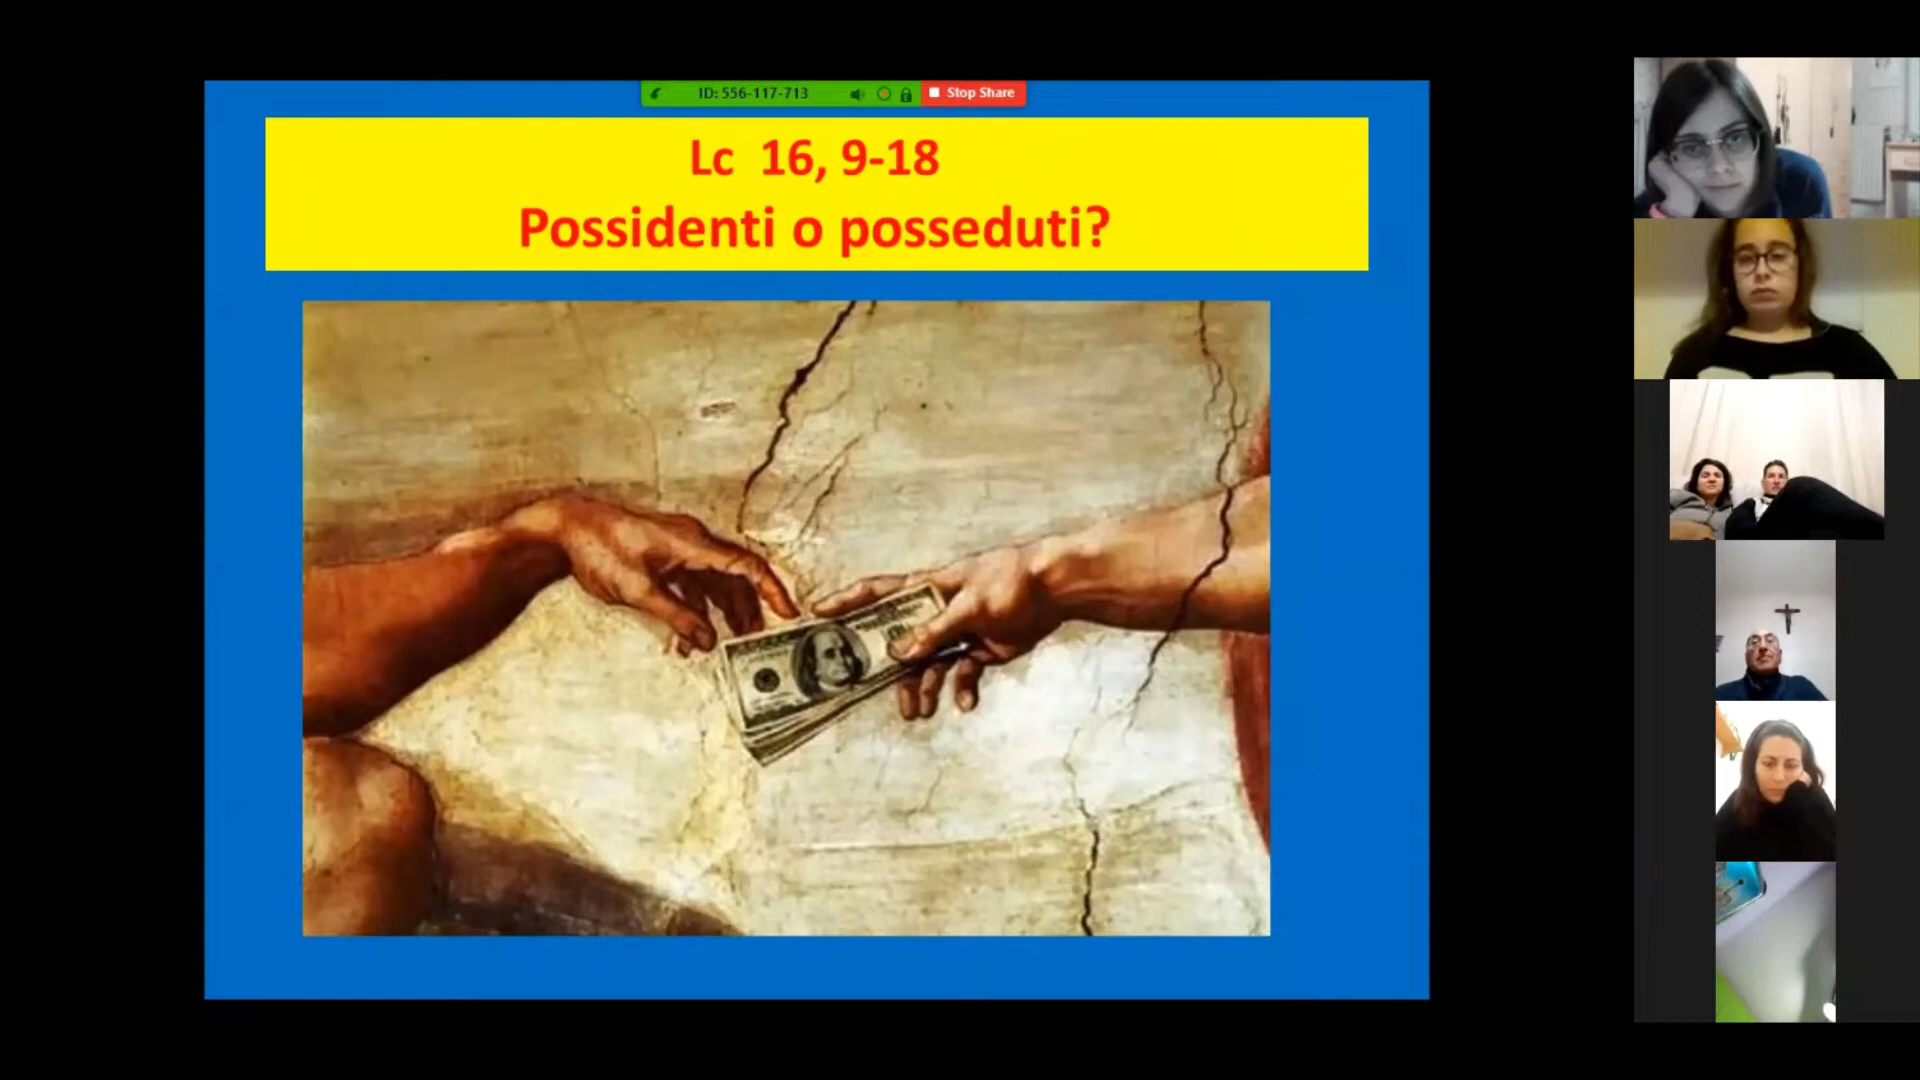 ID: 556-117-713
Stop Share
Lc 16, 9-18
Possidenti o posseduti?